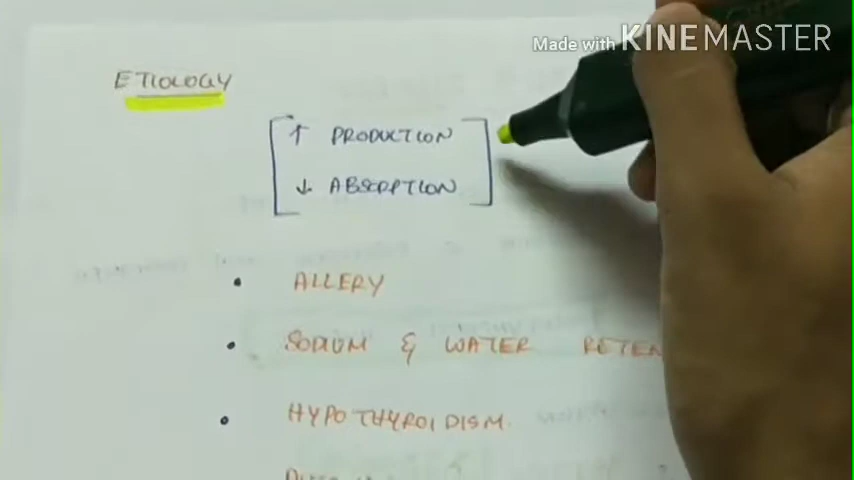 Made with KINEMASTER
ETIOLOGY
↑ PRODUCTION
↓ ABSORPTION
• ALLERY
• SODIUM & WATER
• HYPOTHYROIDISM.